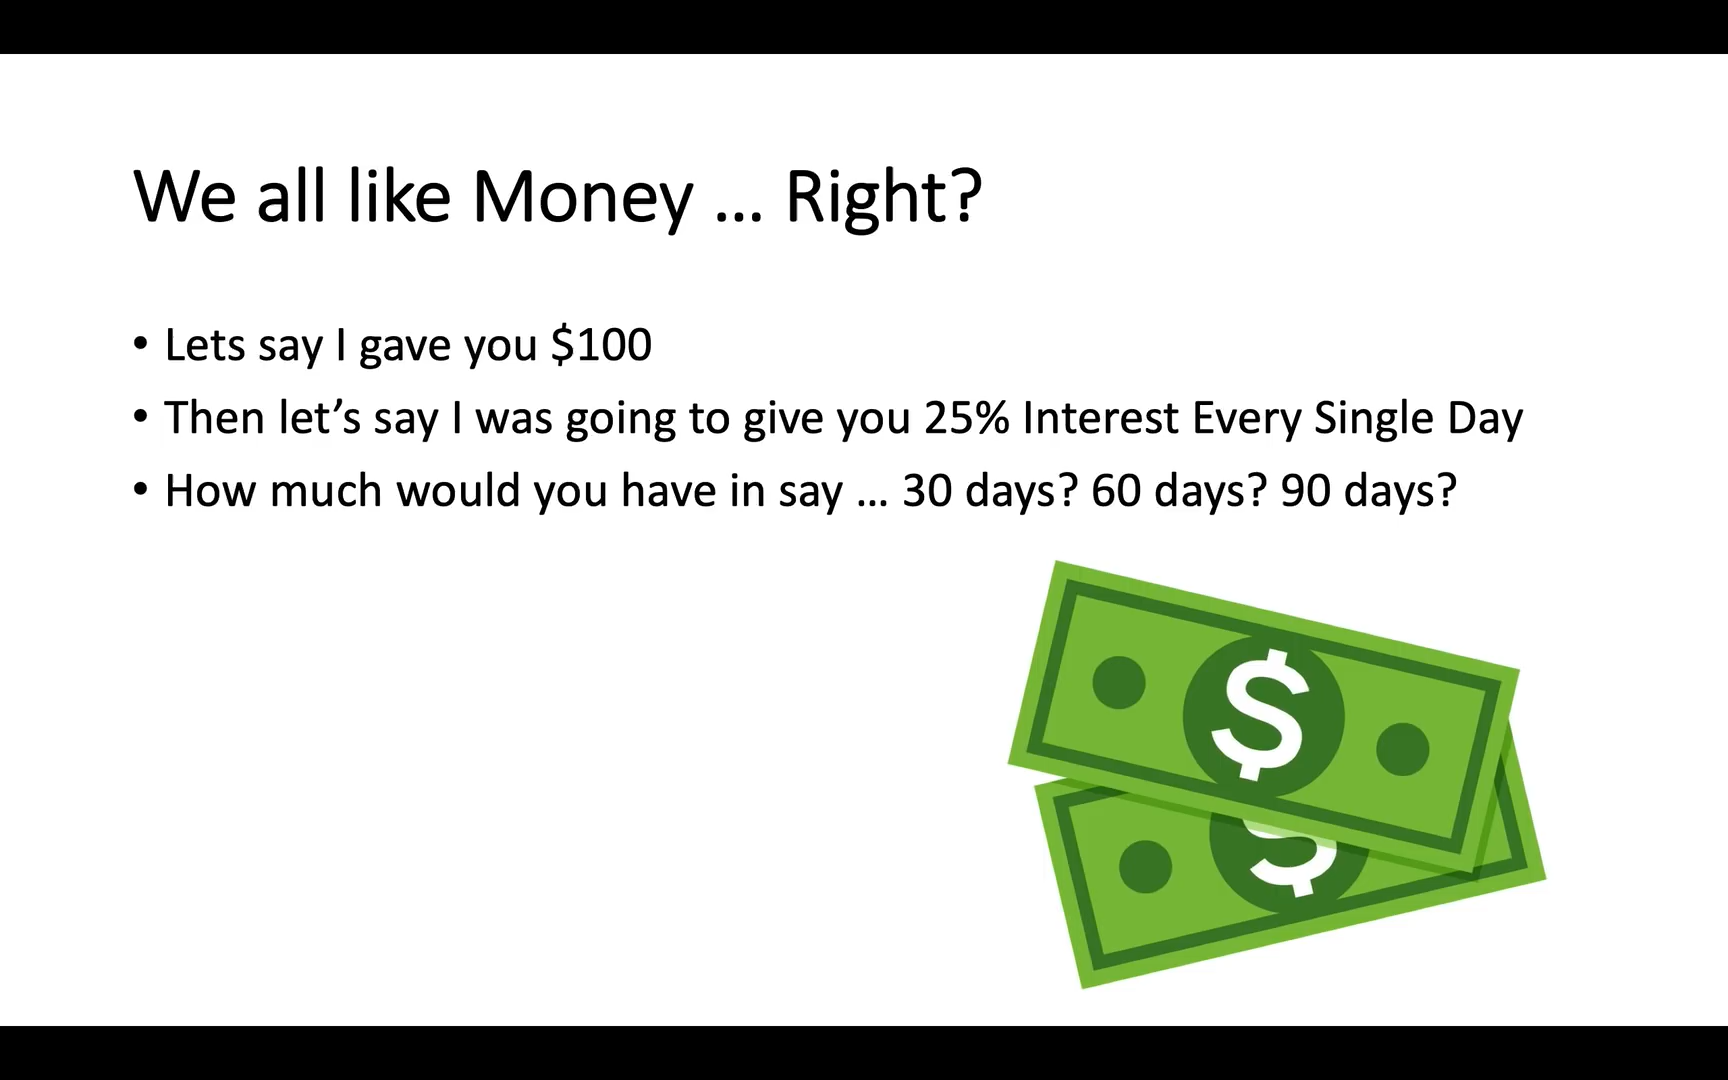 We all like Money … Right?
• Lets say I gave you $100
• Then let’s say I was going to give you 25% Interest Every Single Day
• How much would you have in say … 30 days? 60 days? 90 days?
$
$